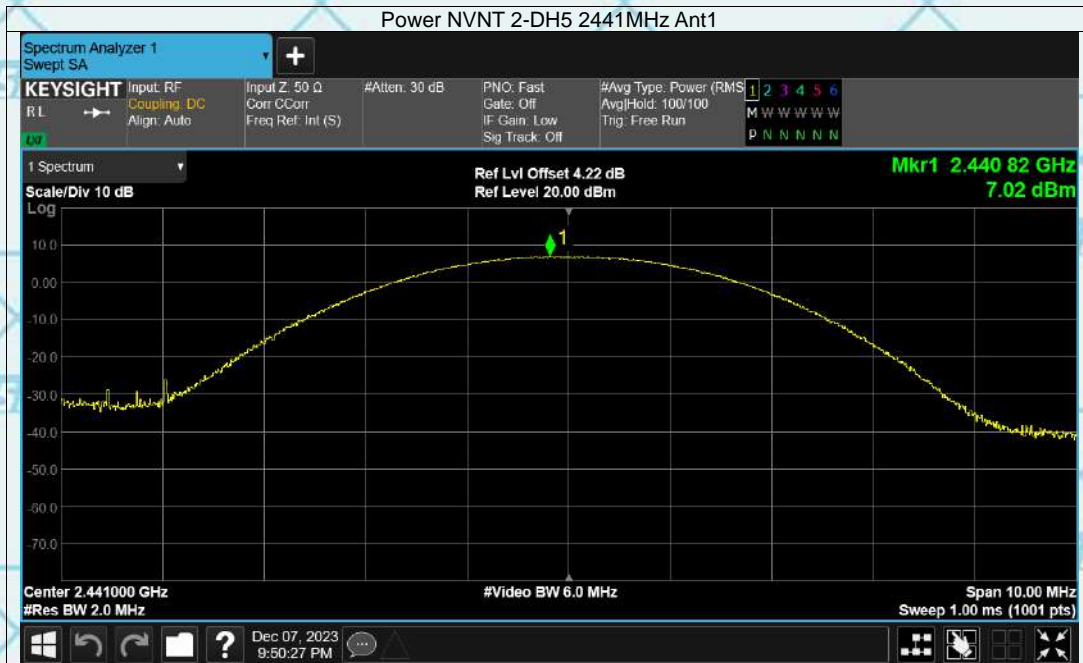 Power NVNT 2-DH5 2441MHz Ant1
Spectrum Analyzer 1
Swept SA
KEYSIGHT
R L
LXI
Input: RF
Coupling: DC
Align: Auto
Input Z: 50 Ω
Corr CCorr
Freq Ref: Int (S)
#Atten: 30 dB
PNO: Fast
Gate: Off
IF Gain: Low
Sig Track: Off
#Avg Type: Power (RMS
Avg|Hold: 100/100
Trig: Free Run
1 2 3 4 5 6
M W W W W W
P N N N N N
1 Spectrum
Scale/Div 10 dB
Ref Lvl Offset 4.22 dB
Ref Level 20.00 dBm
Mkr1 2.440 82 GHz
7.02 dBm
Log
1
10.0
0.00
-10.0
-20.0
-30.0
-40.0
-50.0
-60.0
-70.0
Center 2.441000 GHz
#Res BW 2.0 MHz
#Video BW 6.0 MHz
Span 10.00 MHz
Sweep 1.00 ms (1001 pts)
?
Dec 07, 2023
9:50:27 PM